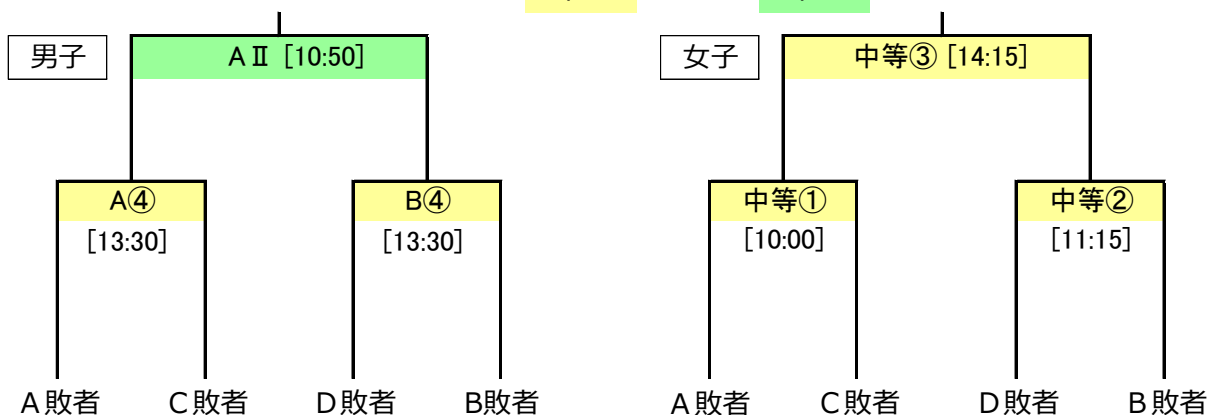 男子
AⅡ [10:50]
女子
中等③ [14:15]
A④
B④
中等①
中等②
[13:30]
[13:30]
[10:00]
[11:15]
A敗者
C敗者
D敗者
B敗者
A敗者
C敗者
D敗者
B敗者